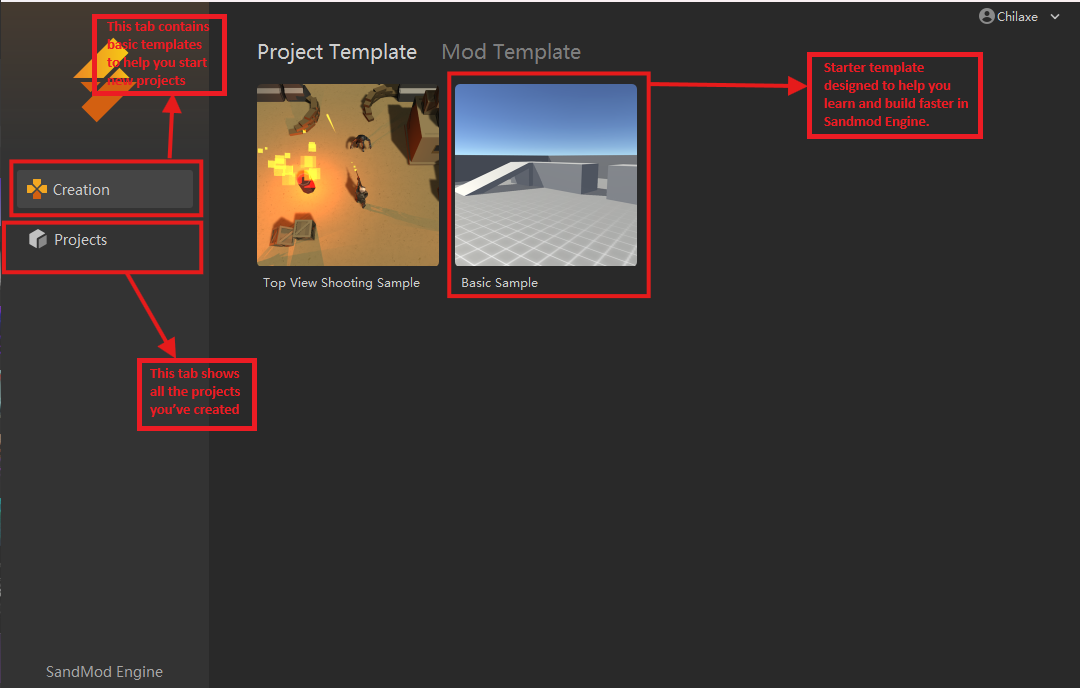 This tab contains
basic templates
to help you start
new projects
Chilaxe
Project Template
Mod Template
Starter template
designed to help you
learn and build faster in
Sandmod Engine.
Creation
Projects
Top View Shooting Sample
Basic Sample
This tab shows
all the projects
you've created
SandMod Engine